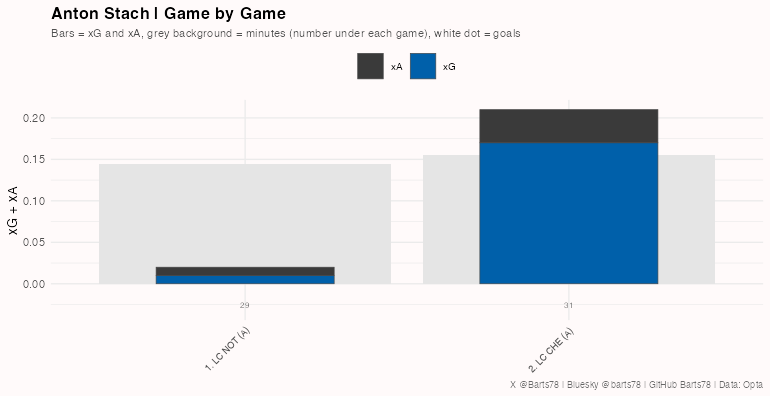 Anton Stach | Game by Game
Bars = xG and xA, grey background = minutes (number under each game), white dot = goals
xA xG
xG + xA
0.20
0.15
0.10
0.05
0.00
29 31
1. LC NOT (A) 2. LC CHE (A)
X @Barts78 | Bluesky @barts78 | GitHub Barts78 | Data: Opta